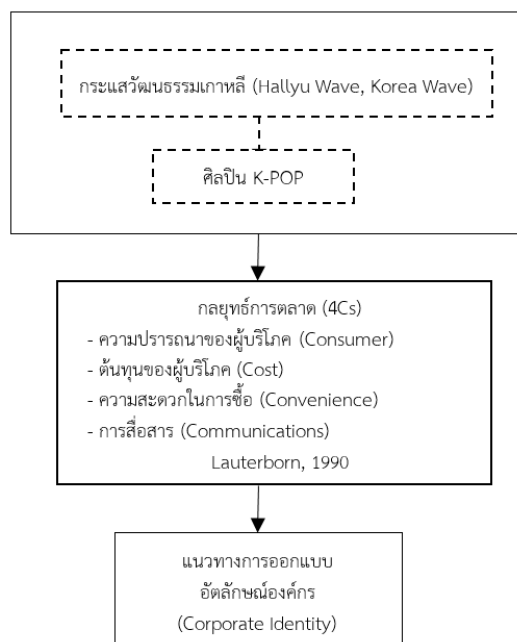 กระแสวัฒนธรรมเกาหลี (Hallyu Wave, Korea Wave)
ศิลปิน K-POP
กลยุทธ์การตลาด (4Cs)
- ความปรารถนาของผู้บริโภค (Consumer)
- ต้นทุนของผู้บริโภค (Cost)
- ความสะดวกในการซื้อ (Convenience)
- การสื่อสาร (Communications)
Lauterborn, 1990
แนวทางการออกแบบ
อัตลักษณ์องค์กร
(Corporate Identity)